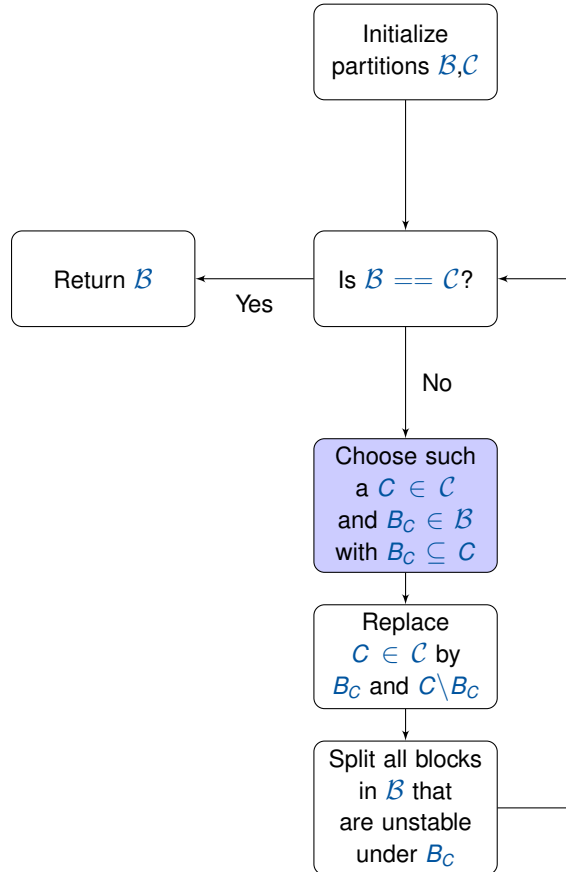 Initialize
partitions ℬ,𝒞
Return ℬ
Is ℬ == 𝒞?
Yes
No
Choose such
a C ∈ 𝒞
and B_C ∈ ℬ
with B_C ⊆ C
Replace
C ∈ 𝒞 by
B_C and C\B_C
Split all blocks
in ℬ that
are unstable
under B_C